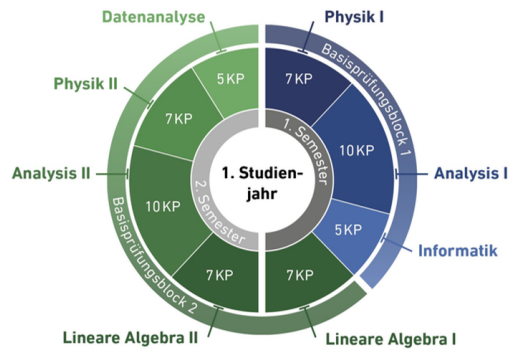 Datenanalyse
Physik I
Physik II
5 KP
7 KP
Basisprüfungsblock 1
7 KP
1. Semester
10 KP
Analysis II
1. Studien-
jahr
Analysis I
2. Semester
10 KP
5 KP
Informatik
Basisprüfungsblock 2
7 KP
7 KP
Lineare Algebra II
Lineare Algebra I